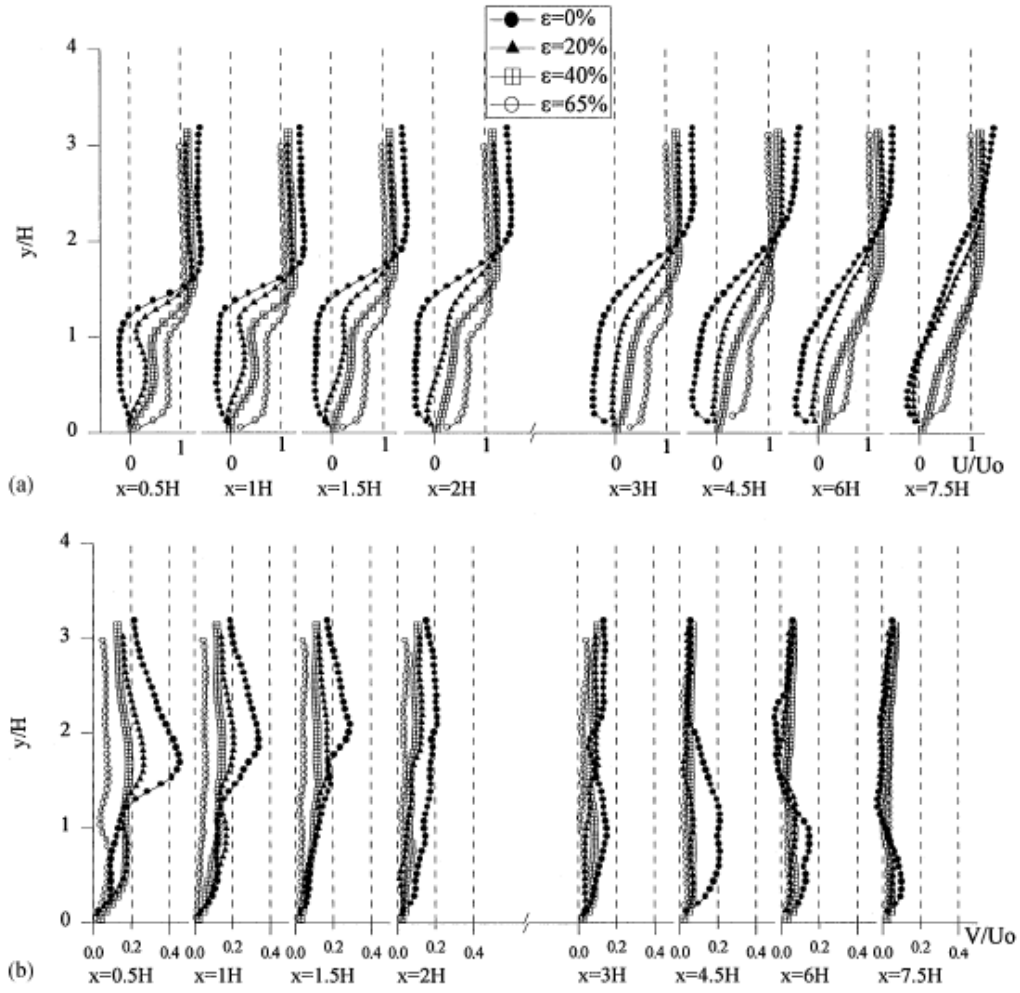 ε=0%
ε=20%
ε=40%
ε=65%
4
3
2
1
0
y/H
0 1 0 1 0 1 0 1 0 1 0 1 0 1 0 1
U/Uo
(a)
x=0.5H x=1H x=1.5H x=2H x=3H x=4.5H x=6H x=7.5H
4
3
2
1
0
y/H
0.0 0.2 0.4 0.0 0.2 0.4 0.0 0.2 0.4 0.0 0.2 0.4 0.0 0.2 0.4 0.0 0.2 0.4 0.0 0.2 0.4 0.0 0.2 0.4
V/Uo
(b)
x=0.5H x=1H x=1.5H x=2H x=3H x=4.5H x=6H x=7.5H